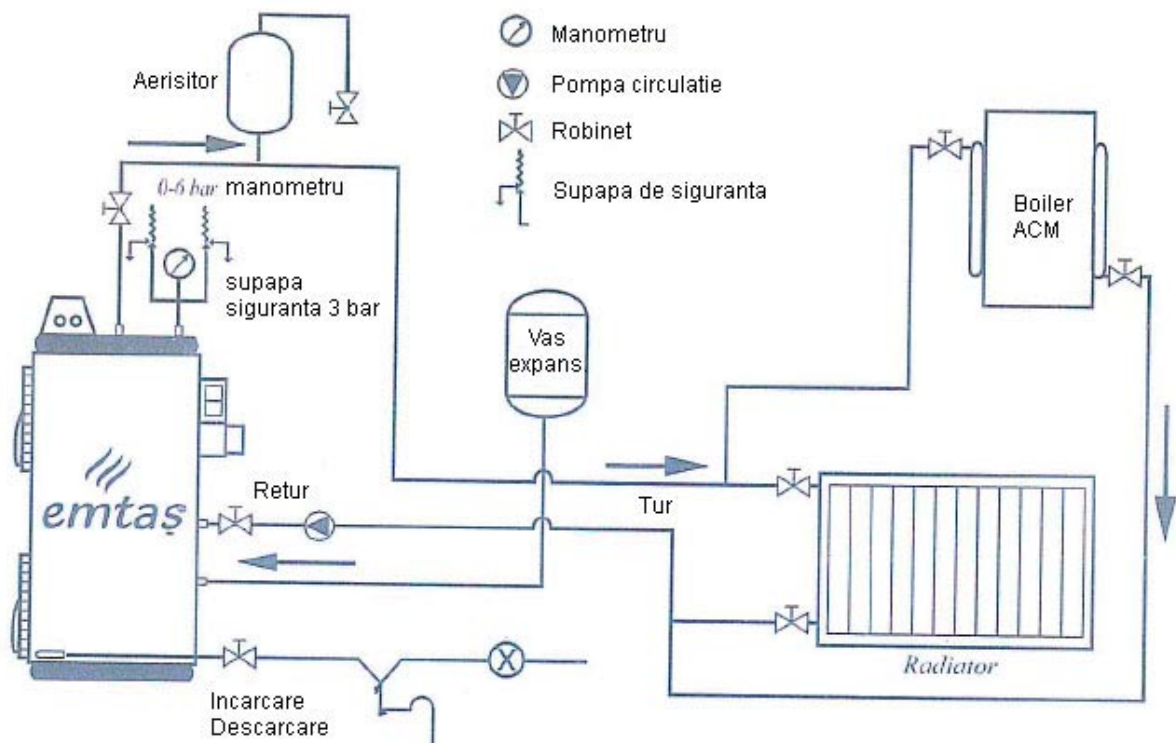 Manometru
Aerisitor
Pompa circulatie
Robinet
0-6 bar manometru
Supapa de siguranta
Boiler
ACM
supapa
siguranta 3 bar
Vas
expans.
emtaş
Retur
Tur
Radiator
X
Incarcare
Descarcare